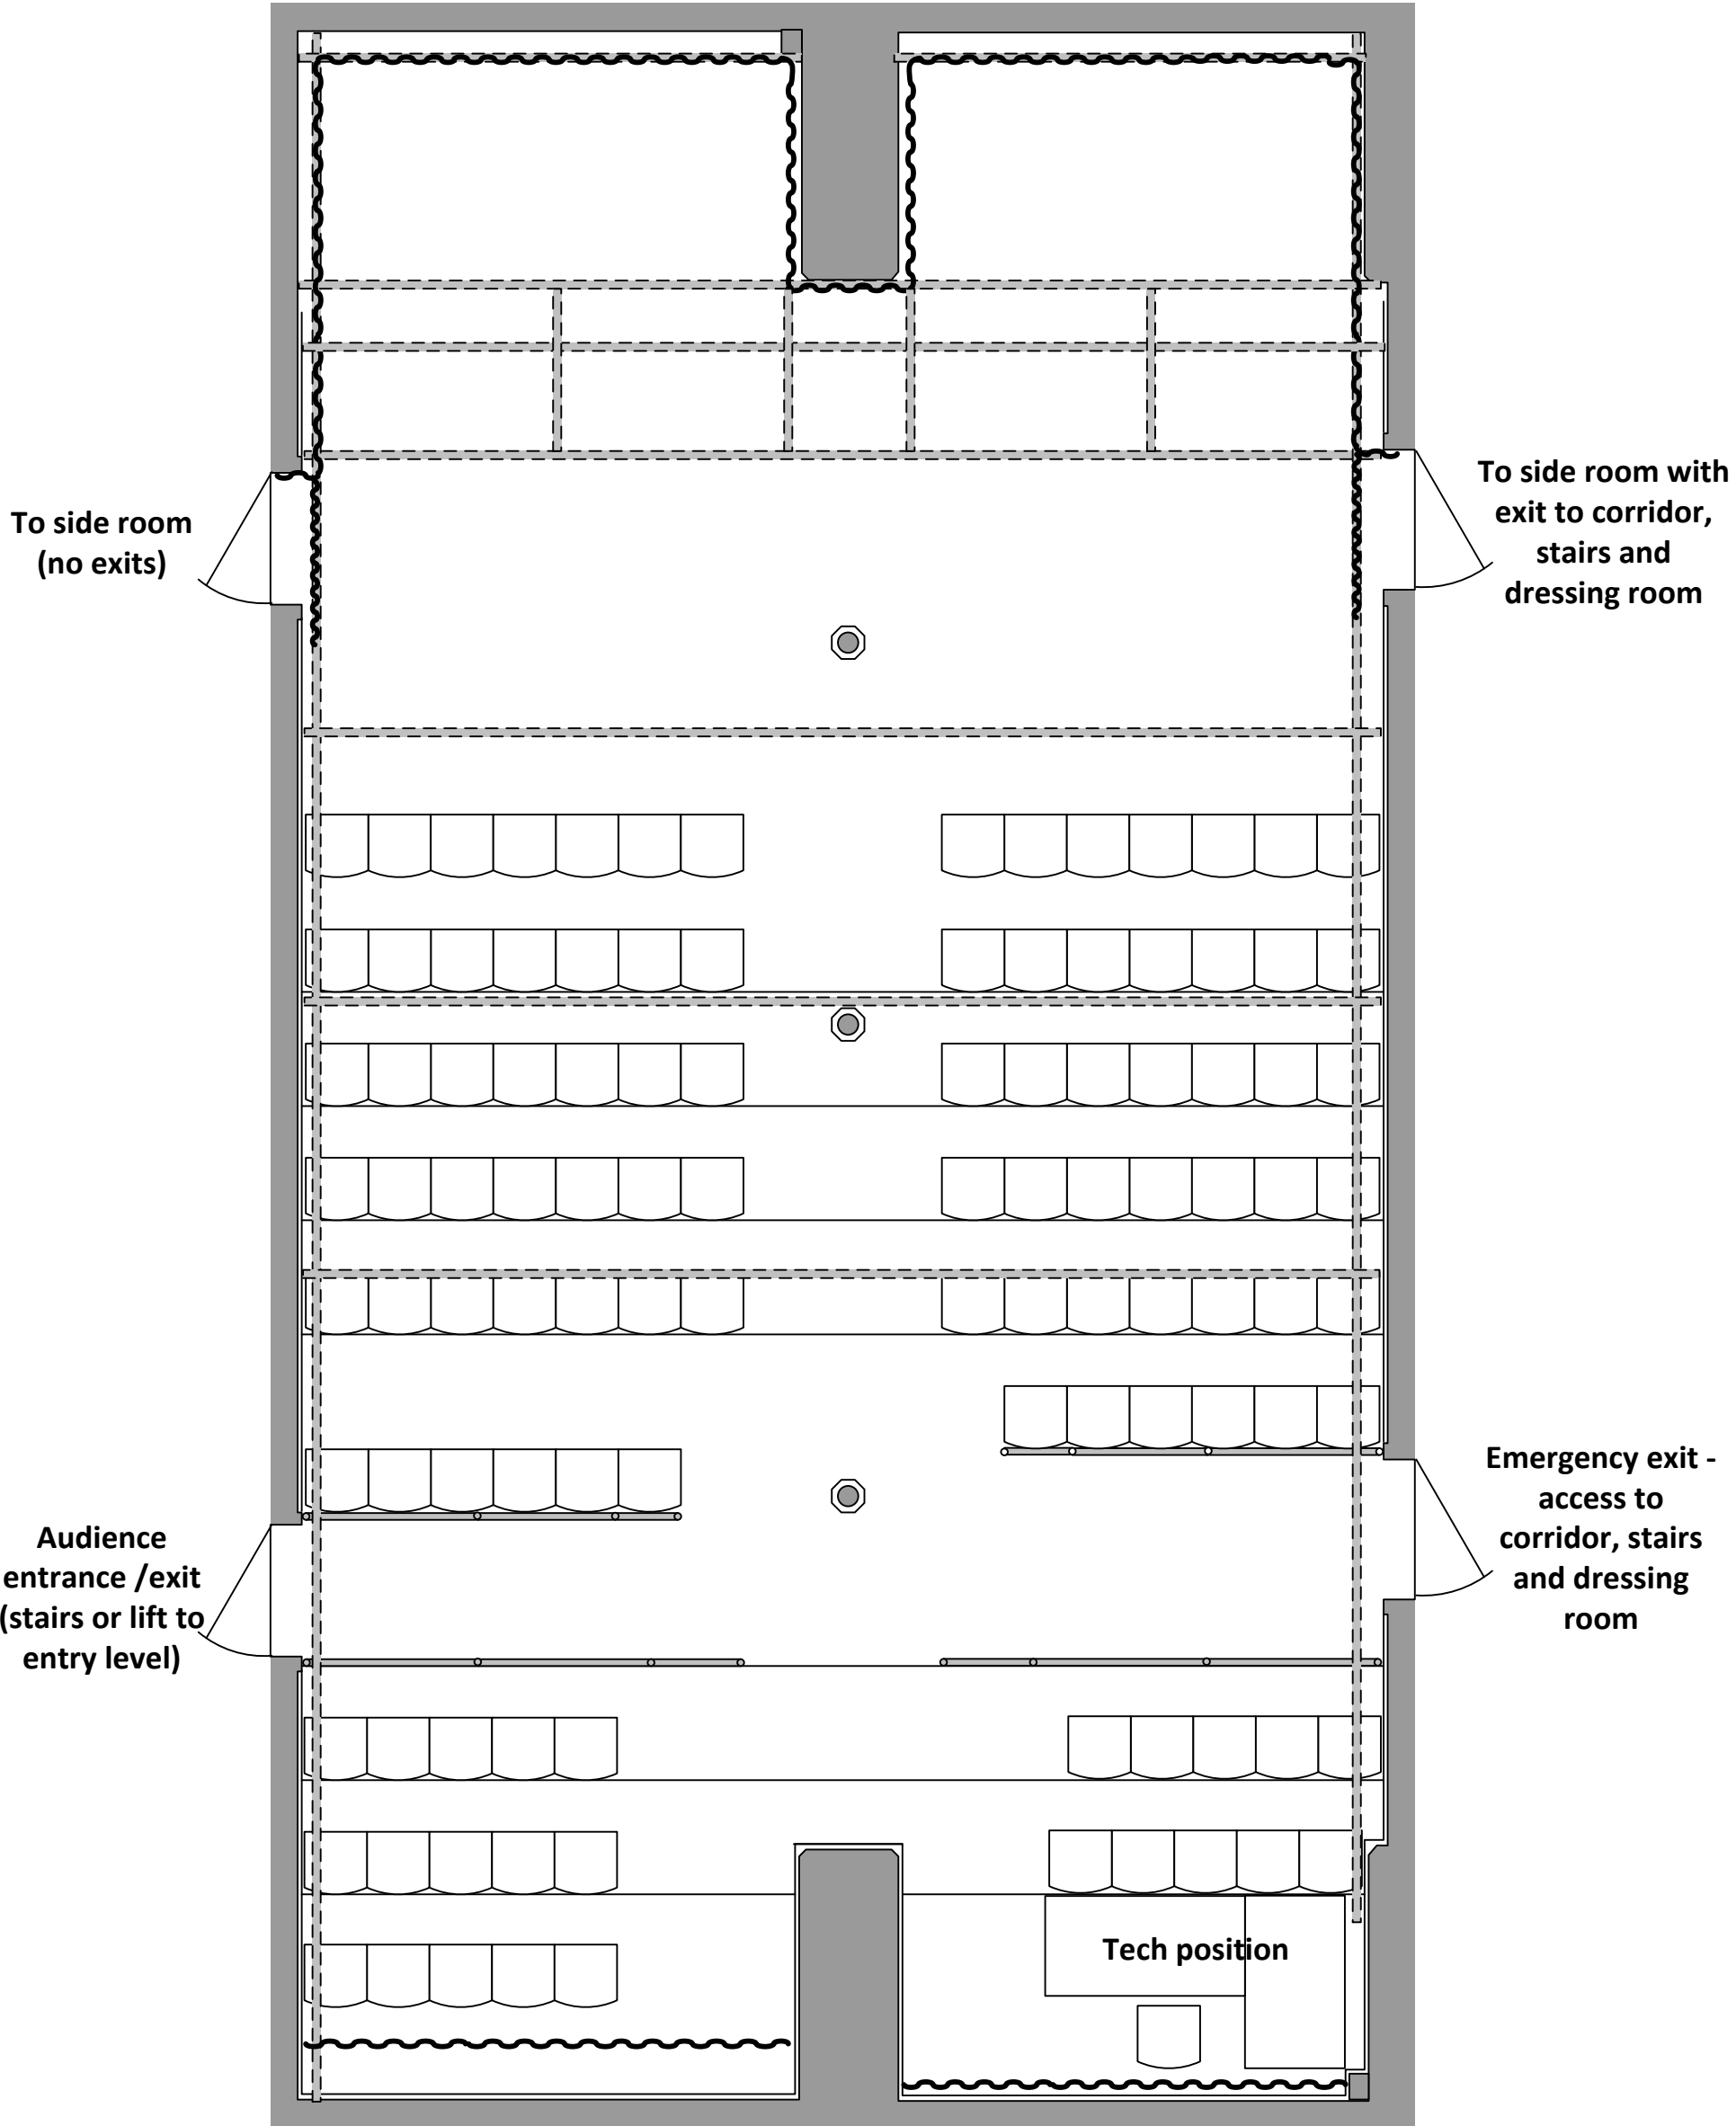 To side room
(no exits)
To side room with
exit to corridor,
stairs and
dressing room
Audience
entrance /exit
(stairs or lift to
entry level)
Emergency exit -
access to
corridor, stairs
and dressing
room
Tech position